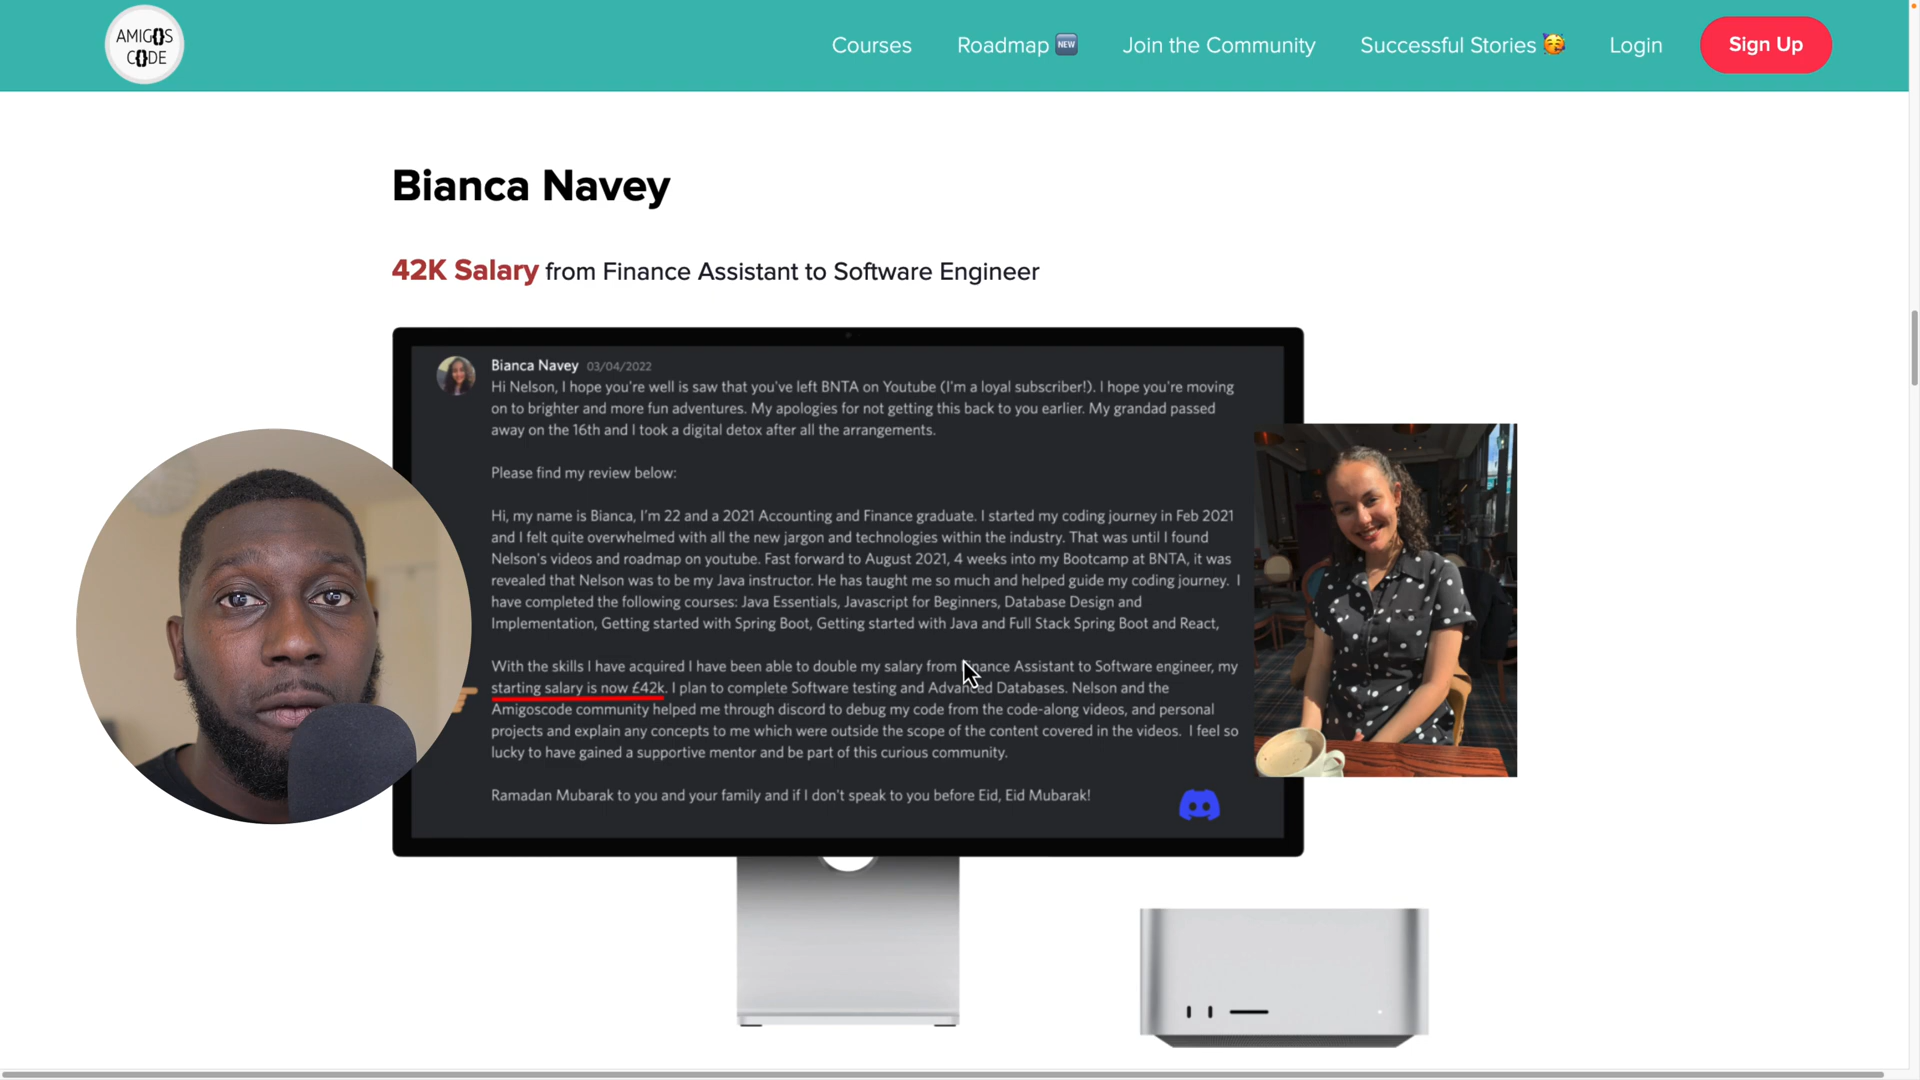 AMIGOS
CODE
Courses
Roadmap NEW
Join the Community
Successful Stories
Login
Sign Up
Bianca Navey
42K Salary from Finance Assistant to Software Engineer
Bianca Navey 03/04/2022
Hi Nelson, I hope you're well is saw that you've left BNTA on Youtube (I'm a loyal subscriber!). I hope you're moving
on to brighter and more fun adventures. My apologies for not getting this back to you earlier. My grandad passed
away on the 16th and I took a digital detox after all the arrangements.
Please find my review below:
Hi, my name is Bianca, I'm 22 and a 2021 Accounting and Finance graduate. I started my coding journey in Feb 2021
and I felt quite overwhelmed with all the new jargon and technologies within the industry. That was until I found
Nelson's videos and roadmap on youtube. Fast forward to August 2021, 4 weeks into my Bootcamp at BNTA, it was
revealed that Nelson was to be my Java instructor. He has taught me so much and helped guide my coding journey. I
have completed the following courses: Java Essentials, Javascript for Beginners, Database Design and
Implementation, Getting started with Spring Boot, Getting started with Java and Full Stack Spring Boot and React,
With the skills I have acquired I have been able to double my salary from Finance Assistant to Software engineer, my
starting salary is now £42k. I plan to complete Software testing and Advanced Databases. Nelson and the
Amigoscode community helped me through discord to debug my code from the code-along videos, and personal
projects and explain any concepts to me which were outside the scope of the content covered in the videos. I feel so
lucky to have gained a supportive mentor and be part of this curious community.
Ramadan Mubarak to you and your family and if I don't speak to you before Eid, Eid Mubarak!